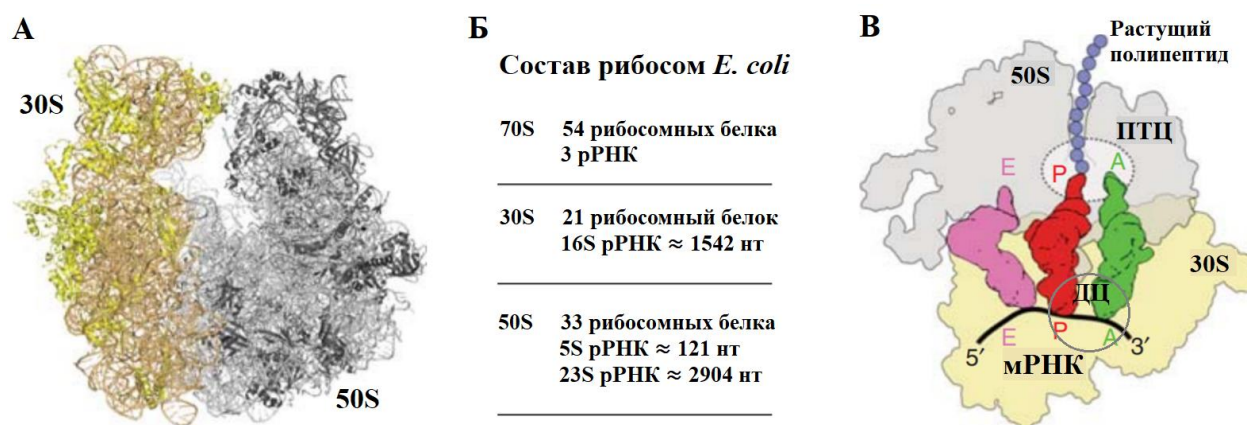 А
30S
50S
Б
Состав рибосом E. coli
70S 54 рибосомных белка
3 рРНК
30S 21 рибосомный белок
16S рРНК ≈ 1542 нт
50S 33 рибосомных белка
5S рРНК ≈ 121 нт
23S рРНК ≈ 2904 нт
В
Растущий
полипептид
50S
ПТЦ
E P A
30S
ДЦ
E P A
5′ 3′
мРНК